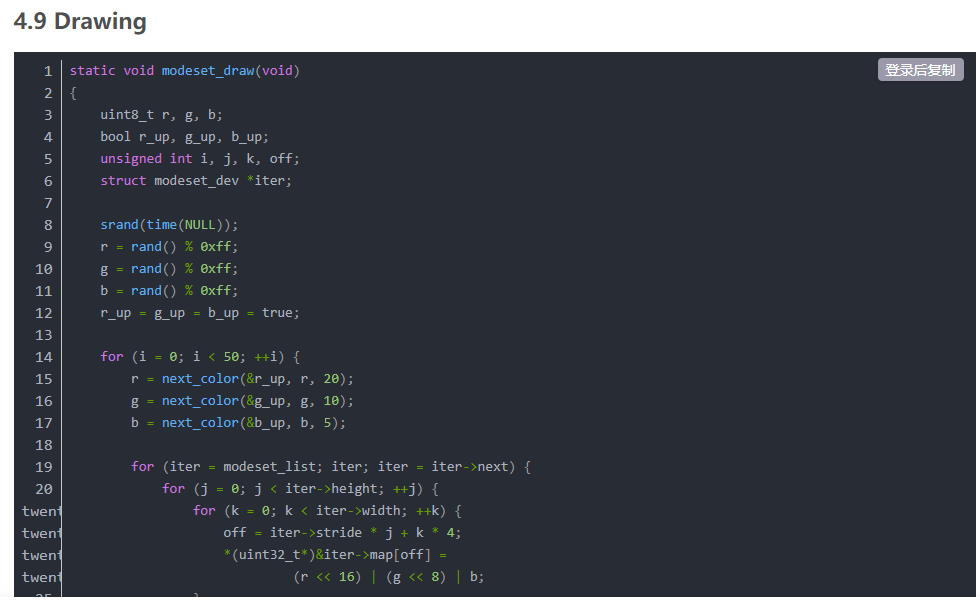 4.9 Drawing
登录后复制
1 static void modeset_draw(void)
2 {
3 uint8_t r, g, b;
4 bool r_up, g_up, b_up;
5 unsigned int i, j, k, off;
6 struct modeset_dev *iter;
7
8 srand(time(NULL));
9 r = rand() % 0xff;
10 g = rand() % 0xff;
11 b = rand() % 0xff;
12 r_up = g_up = b_up = true;
13
14 for (i = 0; i < 50; ++i) {
15 r = next_color(&r_up, r, 20);
16 g = next_color(&g_up, g, 10);
17 b = next_color(&b_up, b, 5);
18
19 for (iter = modeset_list; iter; iter = iter->next) {
20 for (j = 0; j < iter->height; ++j) {
twent for (k = 0; k < iter->width; ++k) {
twent off = iter->stride * j + k * 4;
twent *(uint32_t*)&iter->map[off] =
twent (r << 16) | (g << 8) | b;
25 }